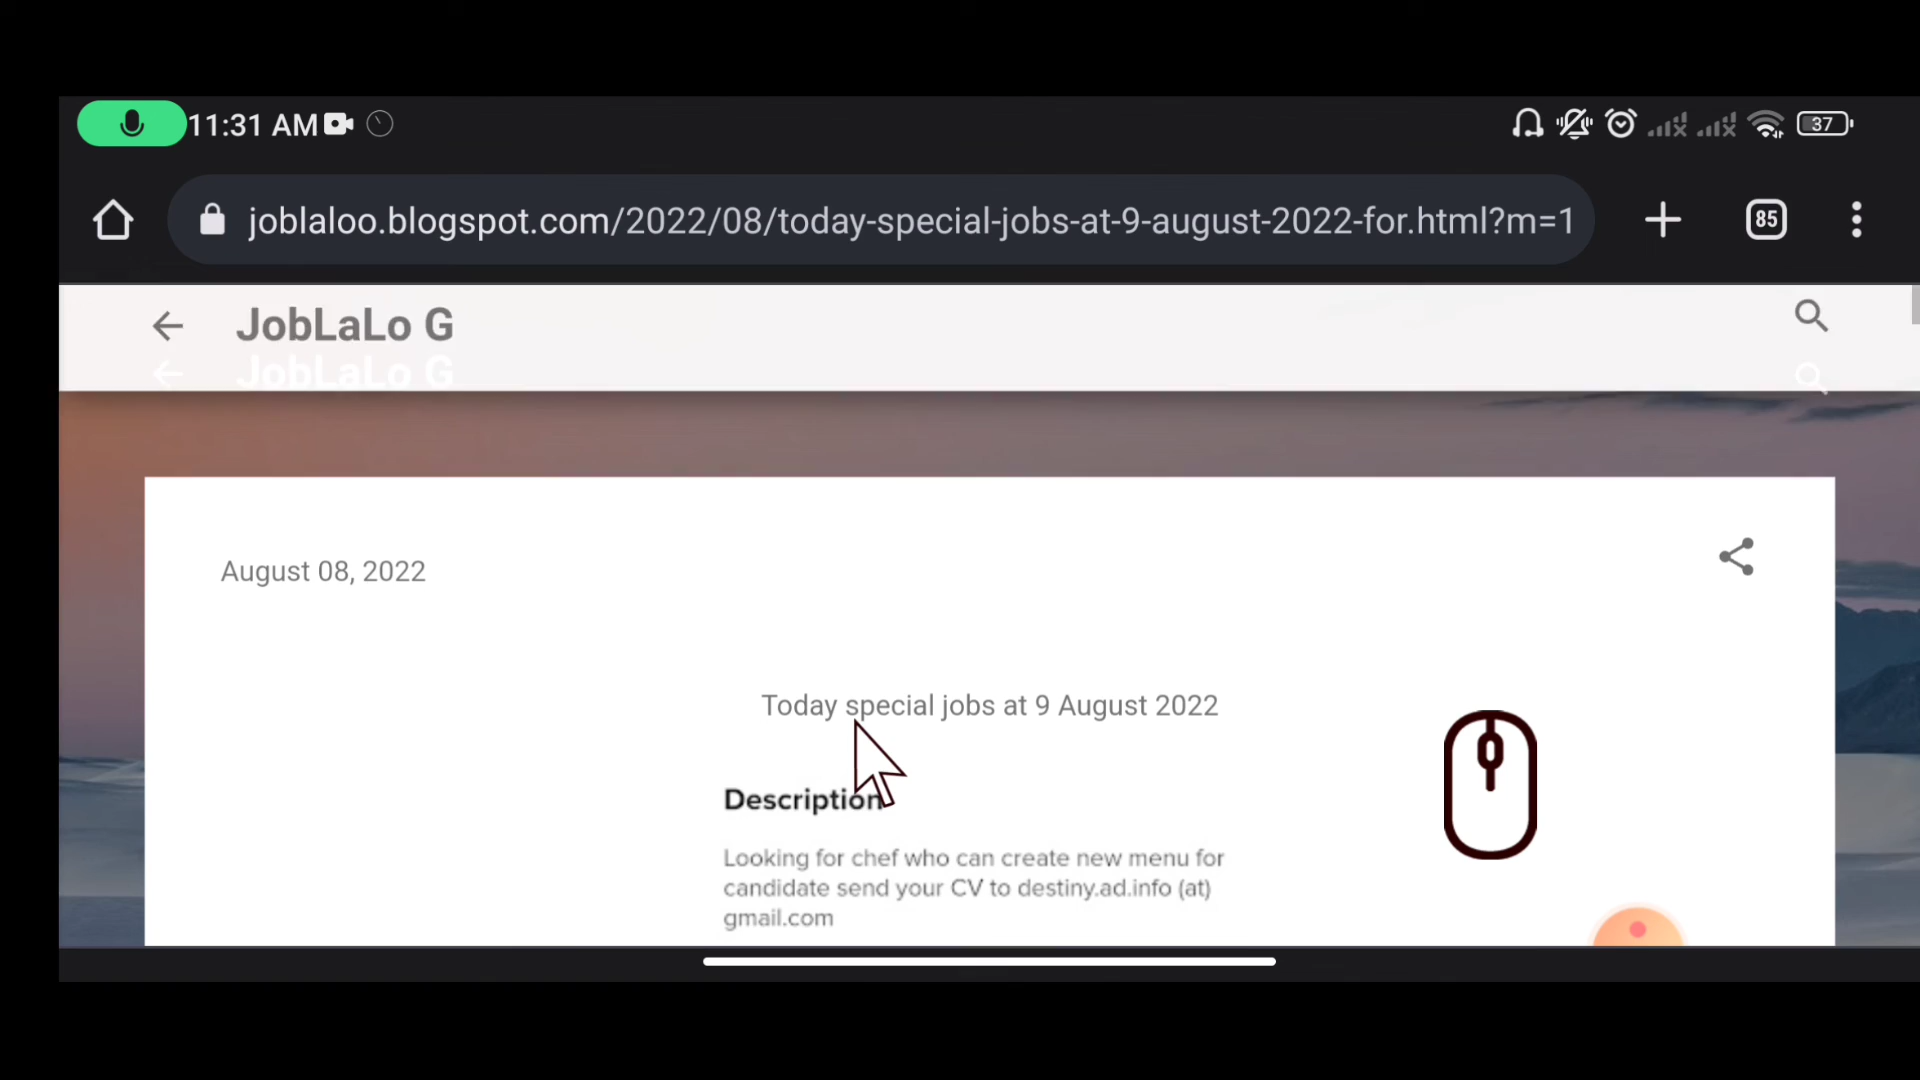 11:31 AM
37
joblaloo.blogspot.com/2022/08/today-special-jobs-at-9-august-2022-for.html?m=1
85
JobLaLo G
JobLaLo G
August 08, 2022
Today special jobs at 9 August 2022
Description
Looking for chef who can create new menu for
candidate send your CV to destiny.ad.info (at)
gmail.com